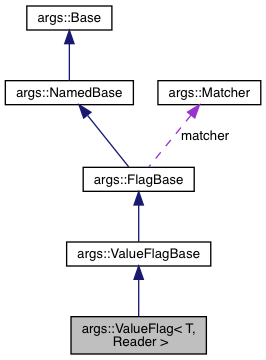 args::Base
args::NamedBase
args::Matcher
matcher
args::FlagBase
args::ValueFlagBase
args::ValueFlag< T,
Reader >